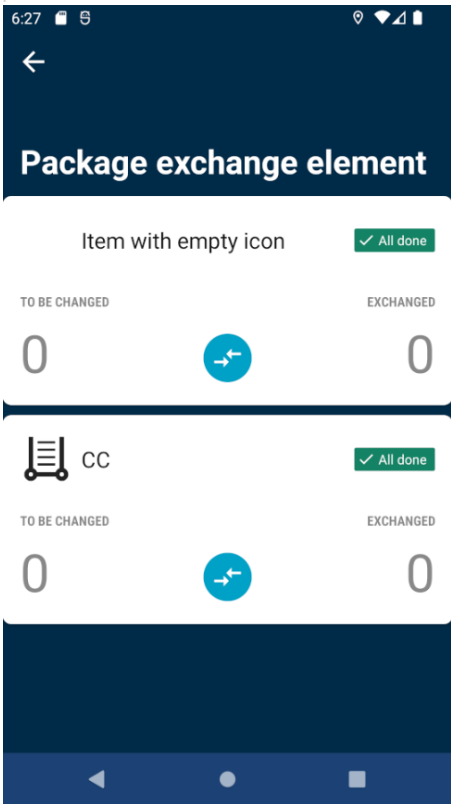 6:27
Package exchange element
Item with empty icon
All done
TO BE CHANGED
EXCHANGED
0
0
CC
All done
TO BE CHANGED
EXCHANGED
0
0